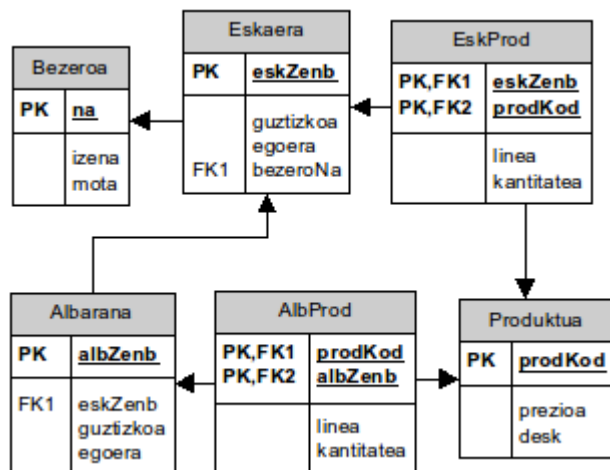 Bezeroa
PK na
izena
mota
Eskaera
PK eskZenb
guztizkoa
egoera
FK1 bezeroNa
EskProd
PK,FK1 eskZenb
PK,FK2 prodKod
linea
kantitatea
Albarana
PK albZenb
FK1 eskZenb
guztizkoa
egoera
AlbProd
PK,FK1 prodKod
PK,FK2 albZenb
linea
kantitatea
Produktua
PK prodKod
prezioa
desk